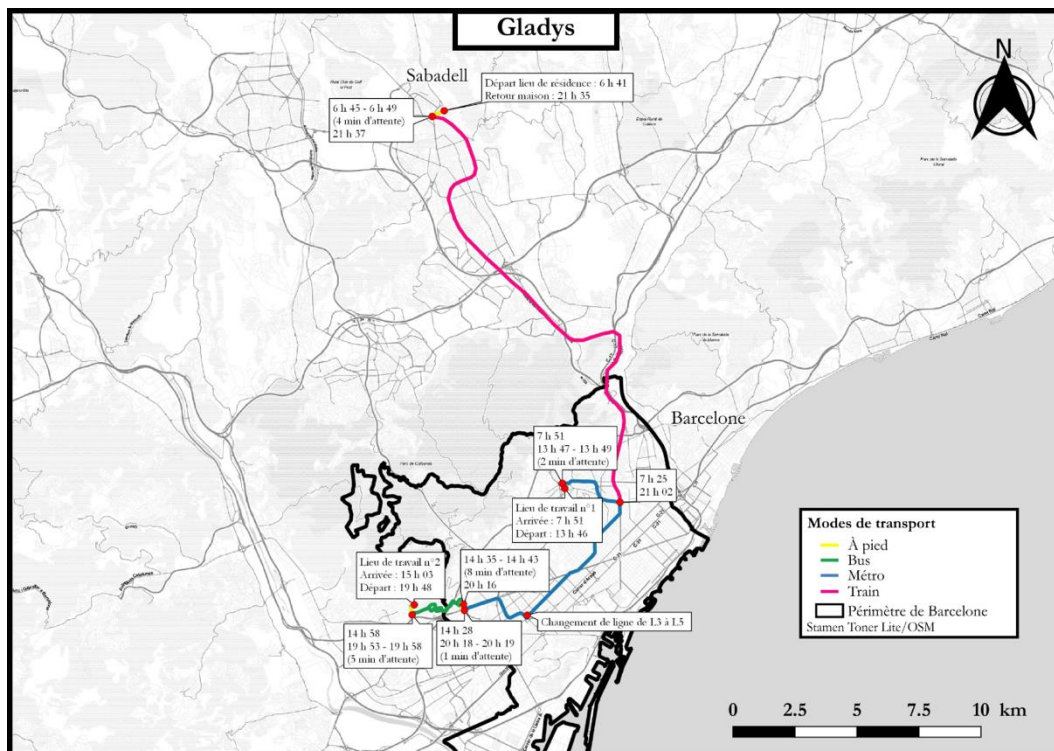 Gladys
N
Sabadell
Départ lieu de résidence : 6 h 41
Retour maison : 21 h 35
6 h 45 - 6 h 49
(4 min d'attente)
21 h 37
Barcelone
7 h 51
13 h 47 - 13 h 49
(2 min d'attente)
7 h 25
21 h 02
Lieu de travail n°1
Arrivée : 7 h 51
Départ : 13 h 46
Lieu de travail n°2
Arrivée : 15 h 03
Départ : 19 h 48
14 h 35 - 14 h 43
(8 min d'attente)
20 h 16
Changement de ligne de L3 à L5
14 h 58
19 h 53 - 19 h 58
(5 min d'attente)
14 h 28
20 h 18 - 20 h 19
(1 min d'attente)
Modes de transport
À pied
Bus
Métro
Train
Périmètre de Barcelone
Stamen Toner Lite/OSM
0 2.5 5 7.5 10 km